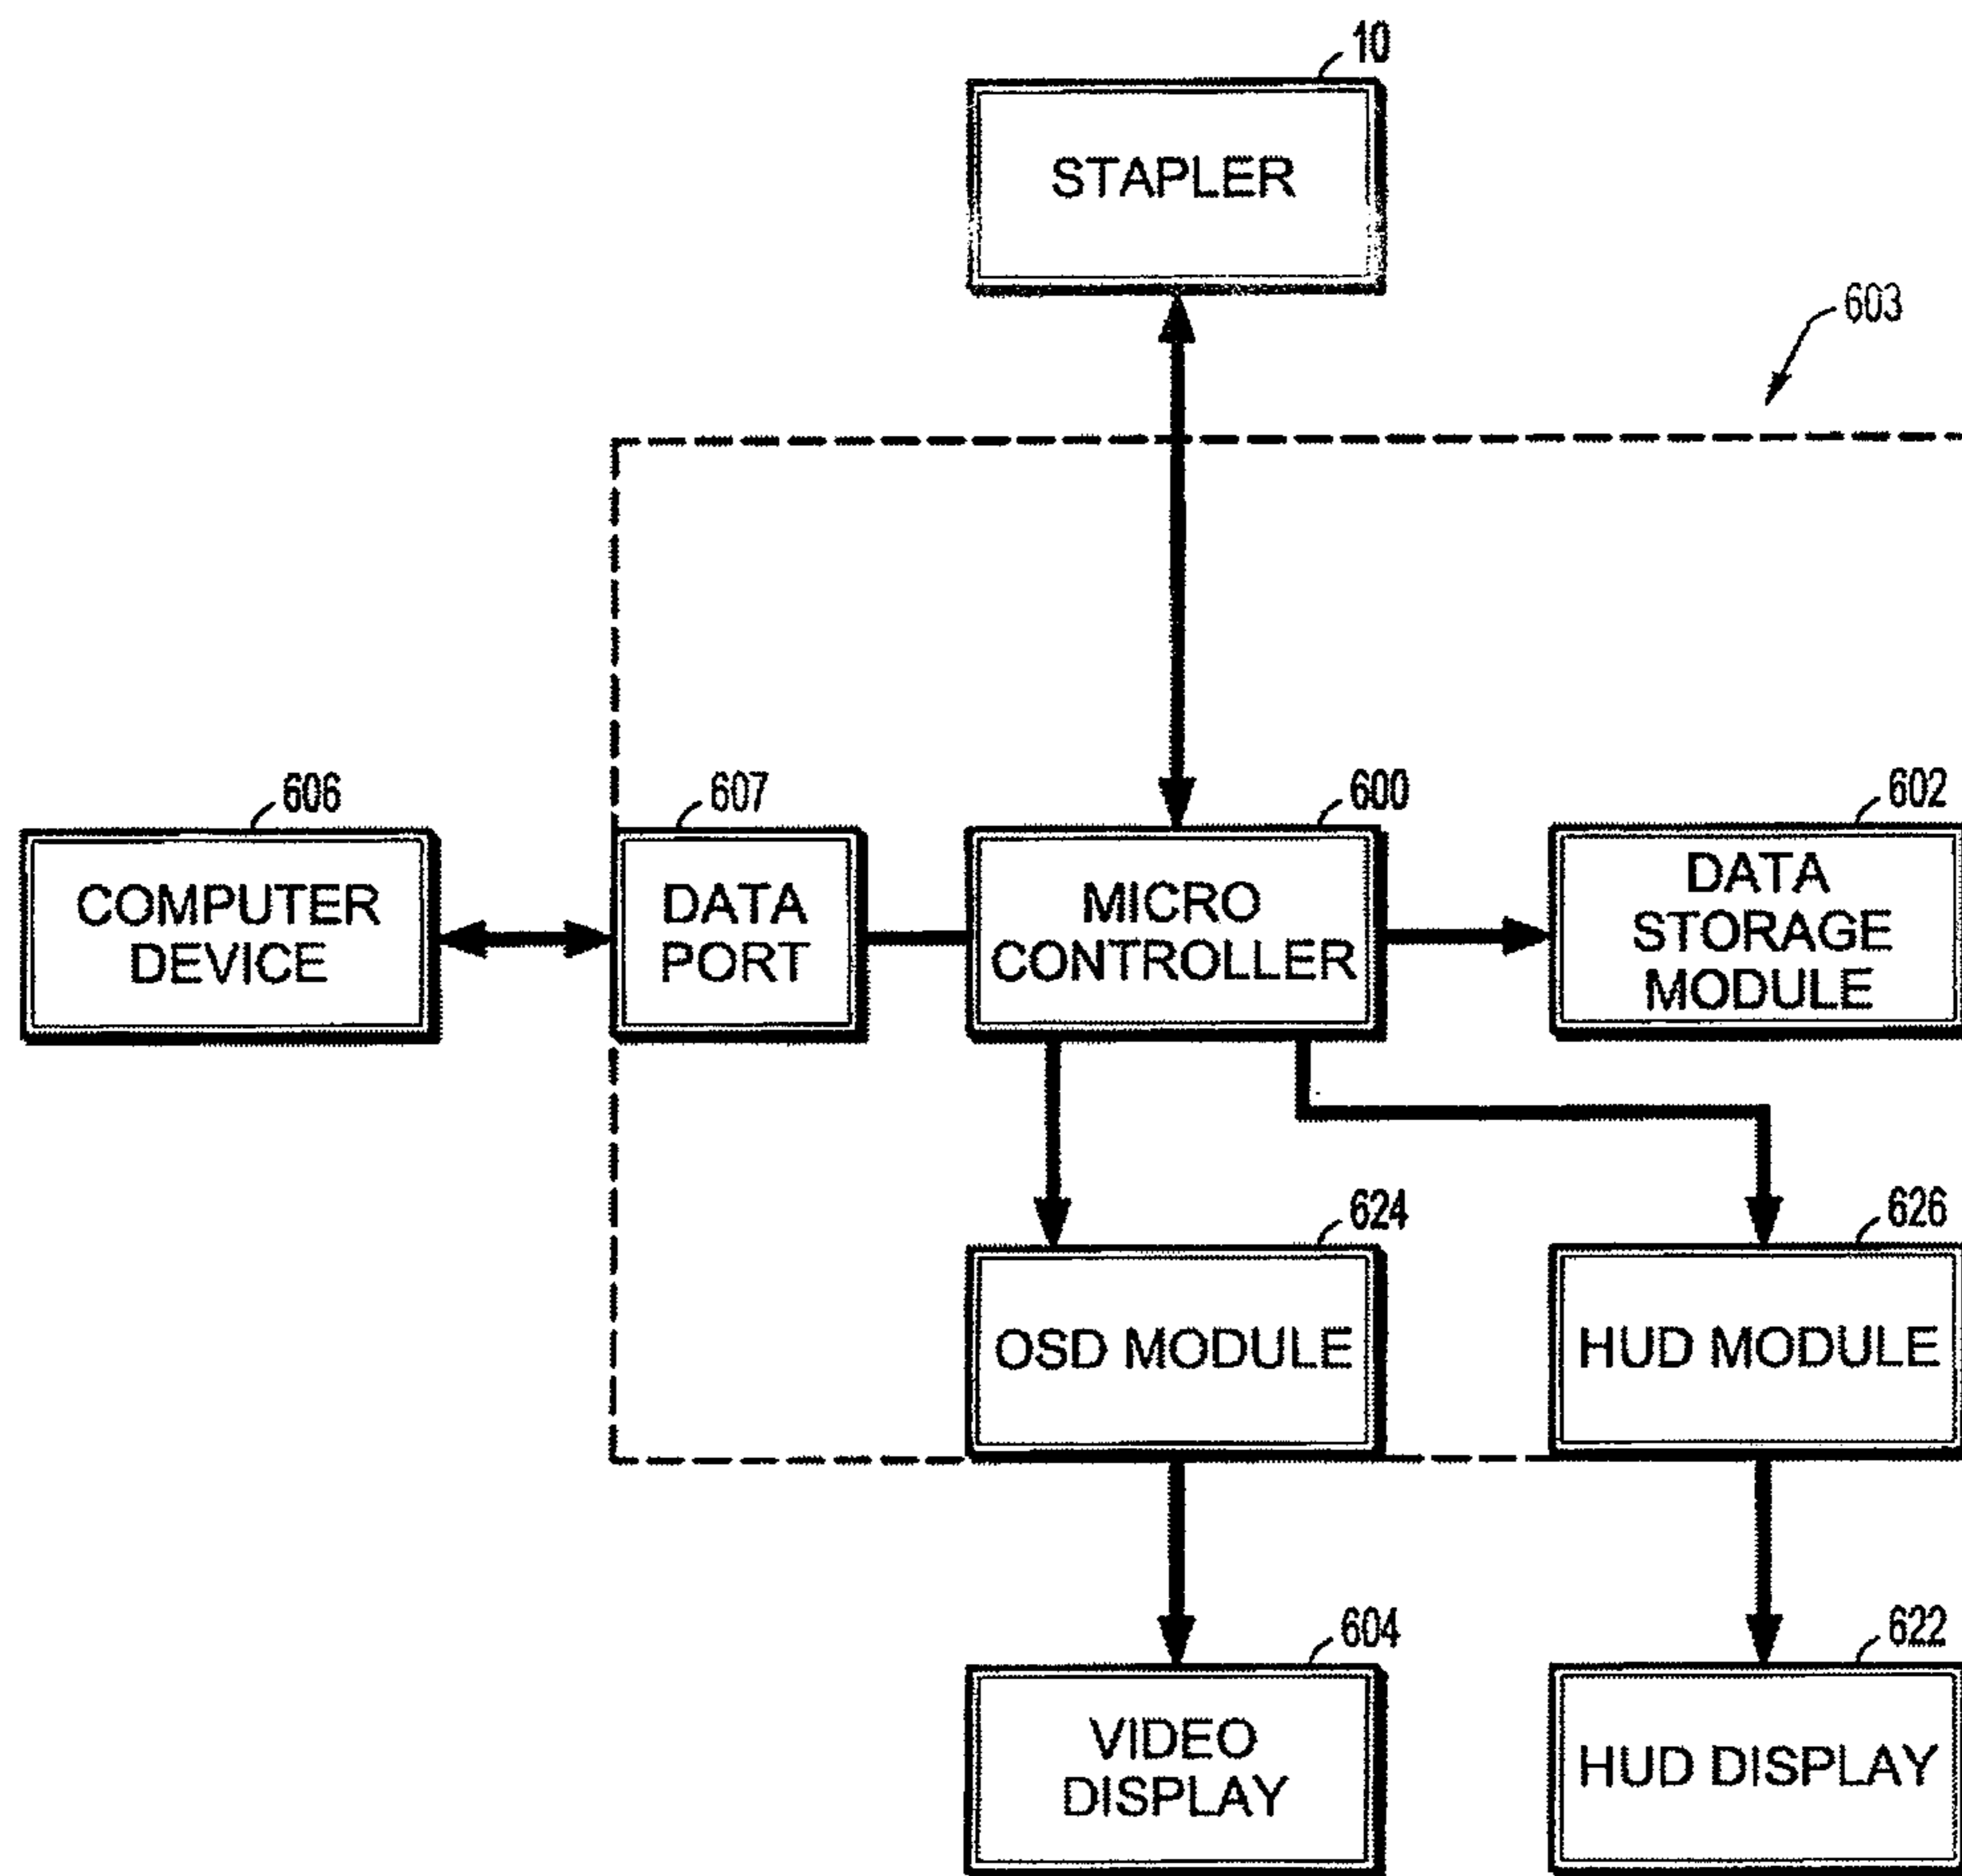 10
STAPLER
603
606
607
600
602
COMPUTER
DEVICE
DATA
PORT
MICRO
CONTROLLER
DATA
STORAGE
MODULE
624
626
OSD MODULE
HUD MODULE
604
622
VIDEO
DISPLAY
HUD DISPLAY